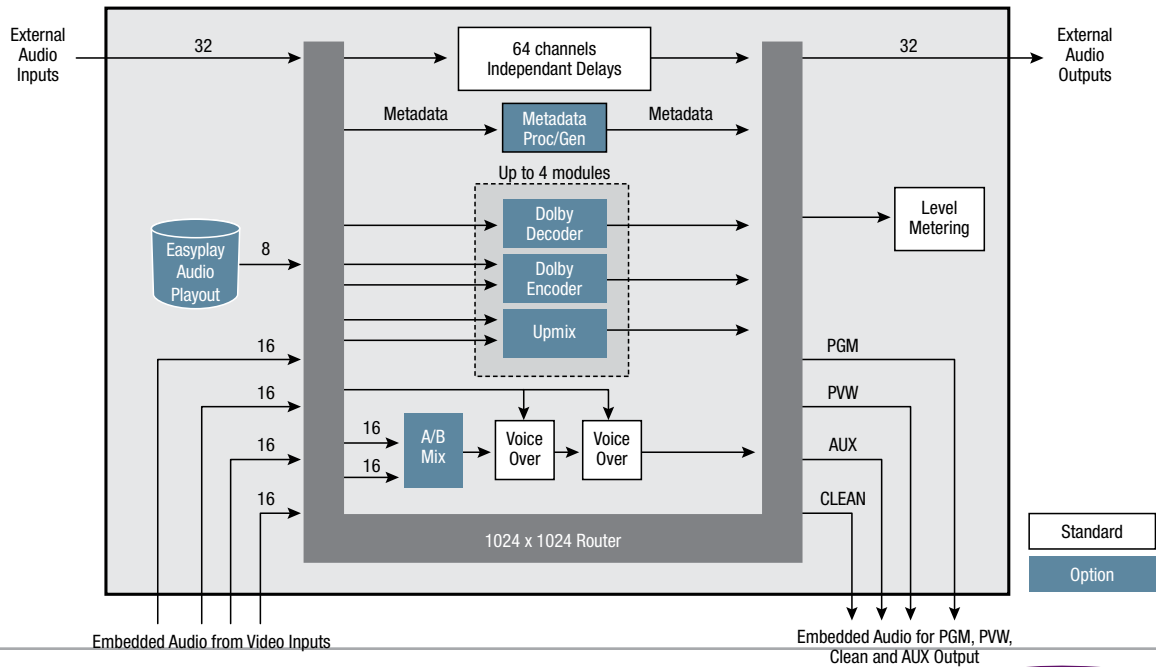 External
Audio
Inputs
32
64 channels
Independant Delays
32
External
Audio
Outputs
Metadata
Metadada
Proc/Gen
Metadata
Up to 4 modules
Dolby
Decoder
Level
Metering
Easyplay
Audio
Playout
8
Dolby
Encoder
Upmix
16
PGM
16
PVW
16
A/B
Mix
Voice
Over
Voice
Over
16
16
AUX
16
CLEAN
1024 x 1024 Router
Standard
Option
Embedded Audio from Video Inputs
Embedded Audio for PGM, PVW,
Clean and AUX Output